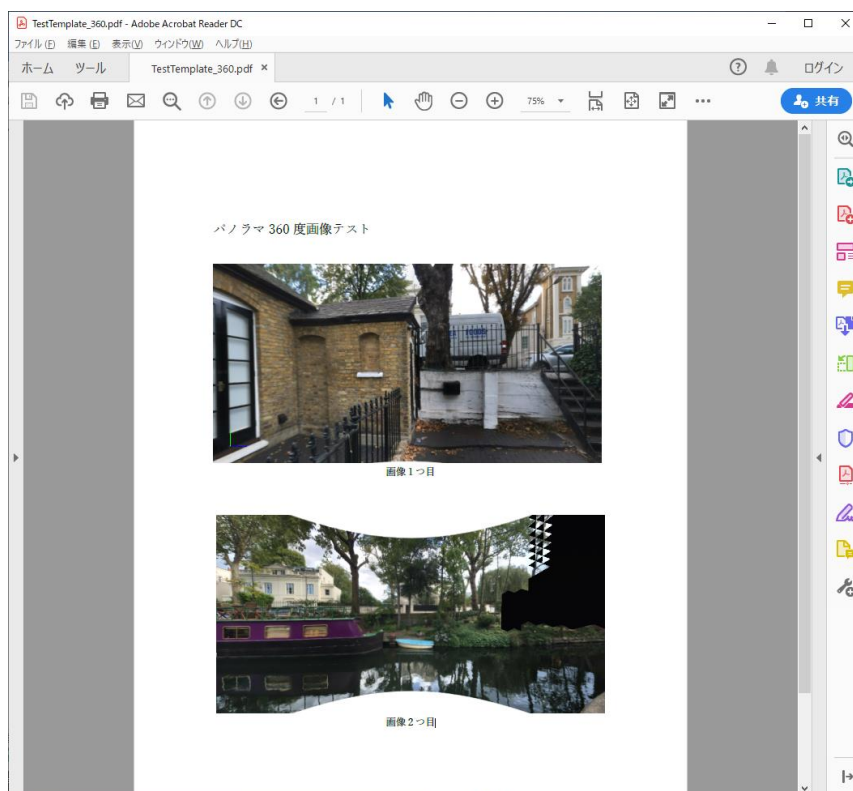 TestTemplate_360.pdf - Adobe Acrobat Reader DC
ファイル(F) 編集(E) 表示(V) ウィンドウ(W) ヘルプ(H)
ホーム ツール TestTemplate_360.pdf × ログイン
1 / 1 75% 共有
パノラマ 360 度画像テスト
画像1つ目
画像2つ目